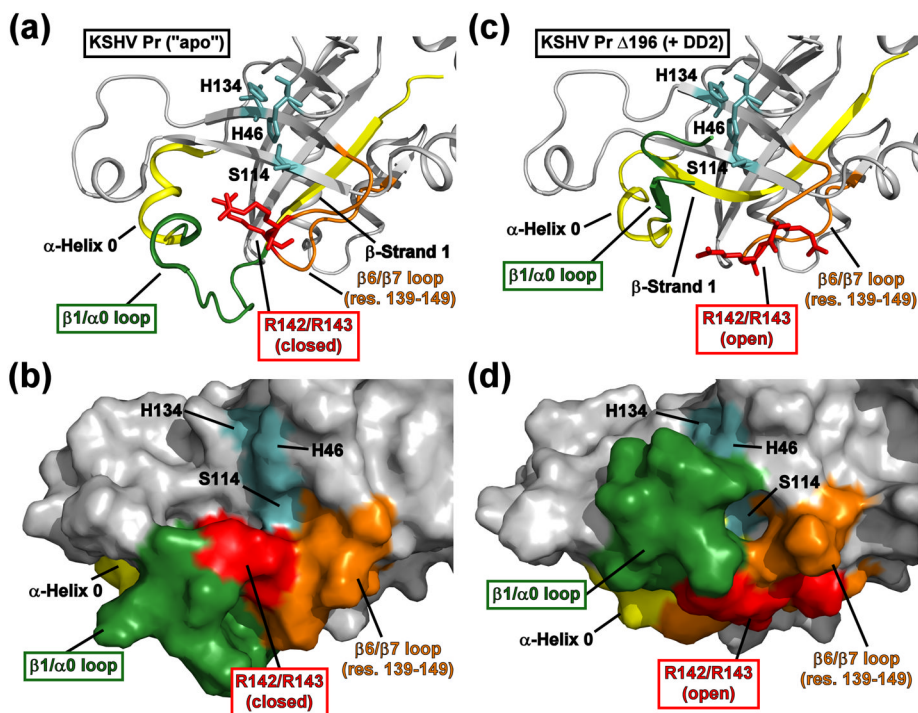 (a)
KSHV Pr ("apo")
H134
H46
S114
α-Helix 0
β-Strand 1
β1/α0 loop
β6/β7 loop
(res. 139-149)
R142/R143
(closed)
(c)
KSHV Pr Δ196 (+ DD2)
H134
H46
S114
α-Helix 0
β1/α0 loop
β-Strand 1
β6/β7 loop
(res. 139-149)
R142/R143
(open)
(b)
H134
H46
S114
α-Helix 0
β1/α0 loop
R142/R143
(closed)
β6/β7 loop
(res. 139-149)
(d)
H134
H46
S114
β1/α0 loop
α-Helix 0
R142/R143
(open)
β6/β7 loop
(res. 139-149)